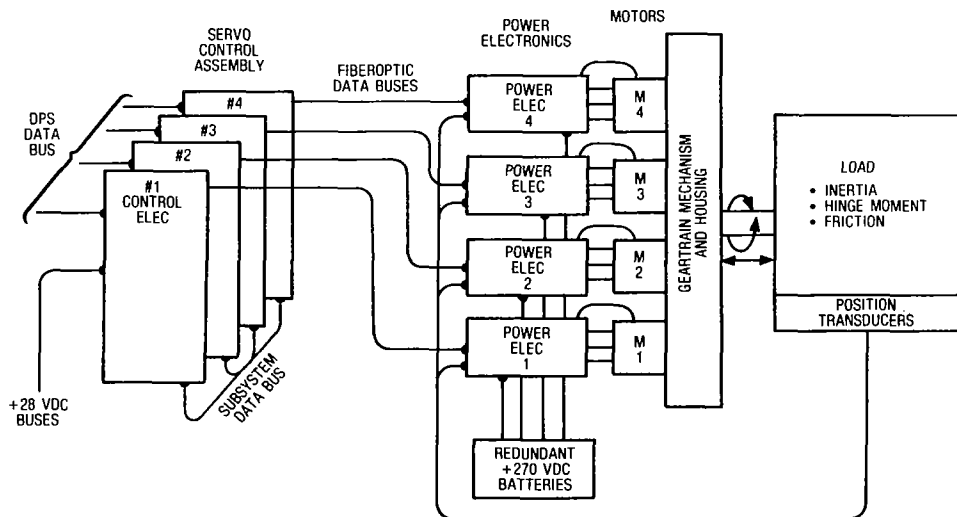 SERVO
CONTROL
ASSEMBLY
POWER
ELECTRONICS
MOTORS
FIBEROPTIC
DATA BUSES
DPS
DATA
BUS
#4
#3
#2
#1
CONTROL
ELEC
+28 VDC
BUSES
SUBSYSTEM
DATA BUS
POWER
ELEC
4
POWER
ELEC
3
POWER
ELEC
2
POWER
ELEC
1
M
4
M
3
M
2
M
1
GEARTRAIN MECHANISM
AND HOUSING
REDUNDANT
+270 VDC
BATTERIES
LOAD
• INERTIA
• HINGE MOMENT
• FRICTION
POSITION
TRANSDUCERS